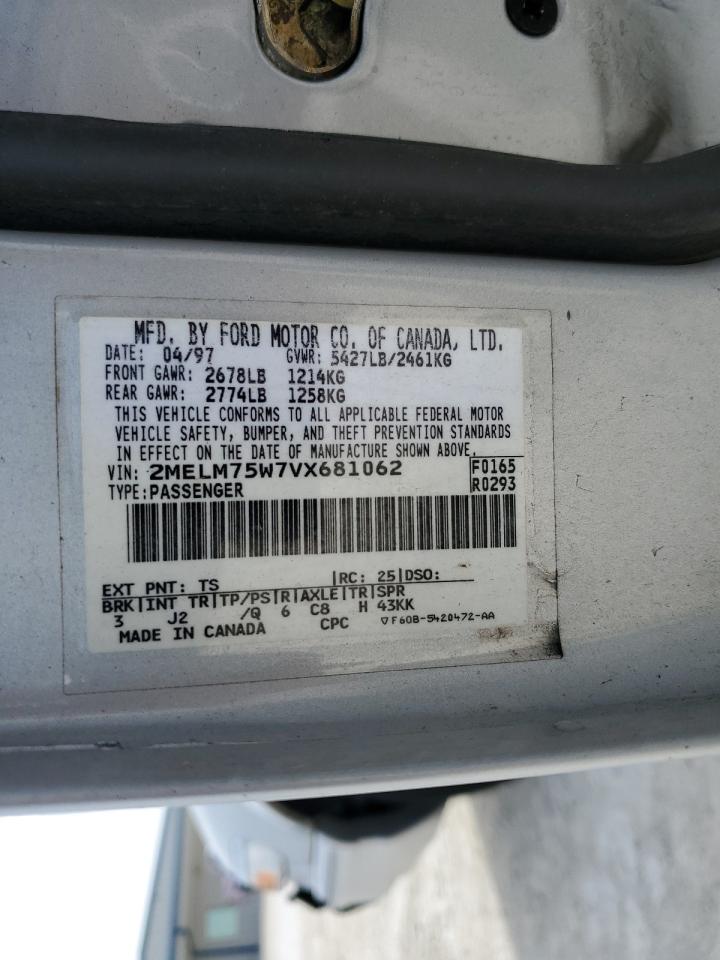 MFD. BY FORD MOTOR CO. OF CANADA, LTD.
DATE: 04/97 GVWR: 5427LB/2461KG
FRONT GAWR: 2678LB 1214KG
REAR GAWR: 2774LB 1258KG
THIS VEHICLE CONFORMS TO ALL APPLICABLE FEDERAL MOTOR
VEHICLE SAFETY, BUMPER, AND THEFT PREVENTION STANDARDS
IN EFFECT ON THE DATE OF MANUFACTURE SHOWN ABOVE.
VIN: 2MELM75W7VX681062 F0165
TYPE: PASSENGER R0293
EXT PNT: TS RC: 25 DSO:
BRK INT TR TP/PS R AXLE TR SPR
3 J2 /Q 6 C8 H 43KK
MADE IN CANADA CPC ▽F60B-5420472-AA